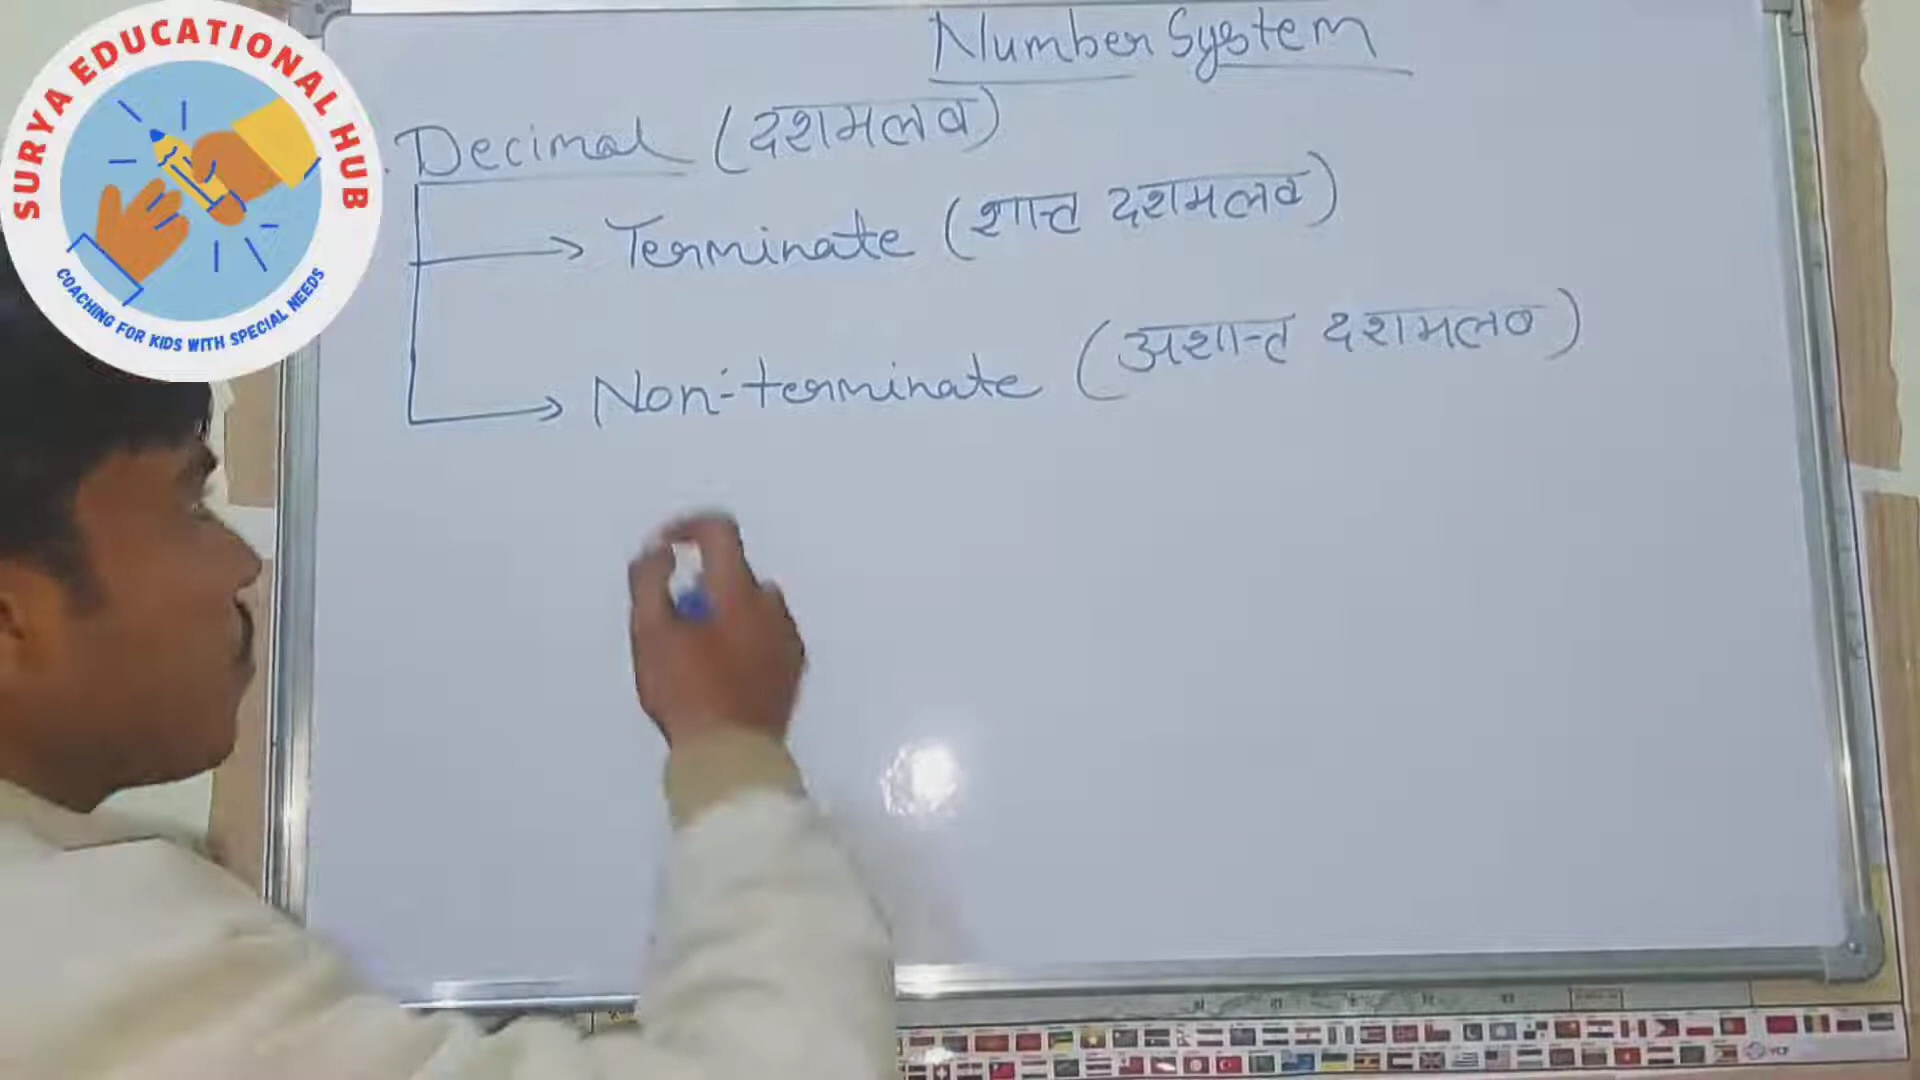 SURYA EDUCATIONAL HUB
COACHING FOR KIDS WITH SPECIAL NEEDS
Number System
Decimal (दशमलव)
Terminate (शान्त दशमलव)
Non-terminate (अशान्त दशमलव)